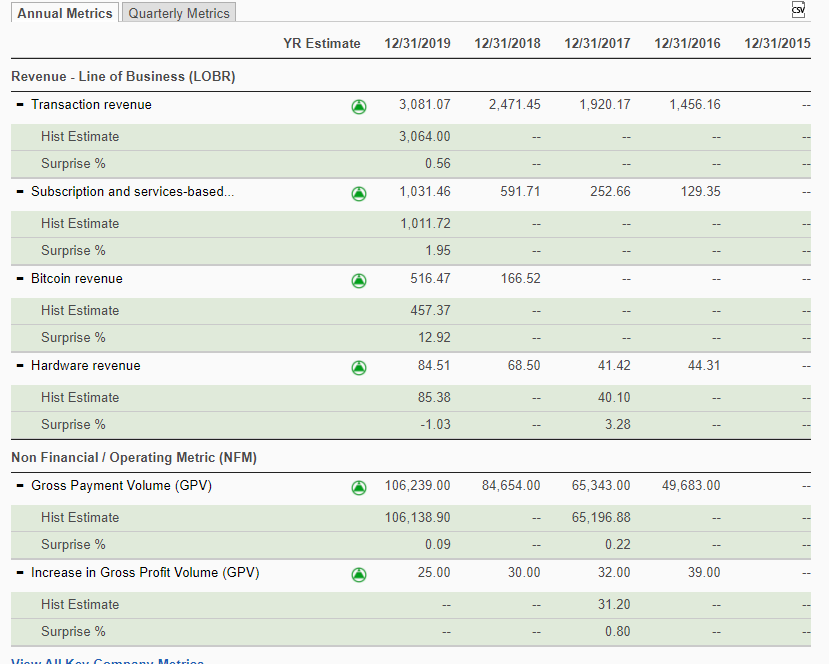 Annual Metrics Quarterly Metrics CSV
YR Estimate 12/31/2019 12/31/2018 12/31/2017 12/31/2016 12/31/2015
Revenue - Line of Business (LOBR)
- Transaction revenue 3,081.07 2,471.45 1,920.17 1,456.16 --
Hist Estimate 3,064.00 -- -- -- --
Surprise % 0.56 -- -- -- --
- Subscription and services-based... 1,031.46 591.71 252.66 129.35 --
Hist Estimate 1,011.72 -- -- -- --
Surprise % 1.95 -- -- -- --
- Bitcoin revenue 516.47 166.52 -- -- --
Hist Estimate 457.37 -- -- -- --
Surprise % 12.92 -- -- -- --
- Hardware revenue 84.51 68.50 41.42 44.31 --
Hist Estimate 85.38 -- 40.10 -- --
Surprise % -1.03 -- 3.28 -- --
Non Financial / Operating Metric (NFM)
- Gross Payment Volume (GPV) 106,239.00 84,654.00 65,343.00 49,683.00 --
Hist Estimate 106,138.90 -- 65,196.88 -- --
Surprise % 0.09 -- 0.22 -- --
- Increase in Gross Profit Volume (GPV) 25.00 30.00 32.00 39.00 --
Hist Estimate -- -- 31.20 -- --
Surprise % -- -- 0.80 -- --
View All Key Company Metrics